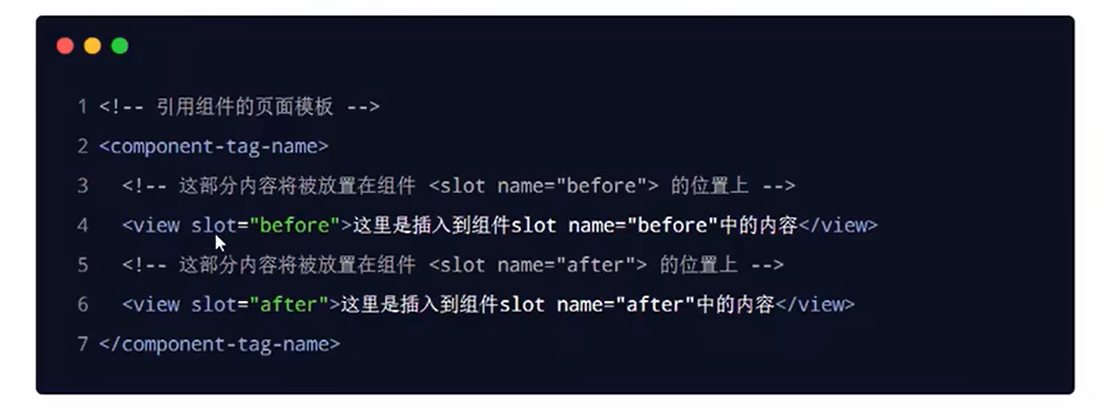 1 <!-- 引用组件的页面模板 -->
2 <component-tag-name>
3 <!-- 这部分内容将被放置在组件 <slot name="before"> 的位置上 -->
4 <view slot="before">这里是插入到组件slot name="before"中的内容</view>
5 <!-- 这部分内容将被放置在组件 <slot name="after"> 的位置上 -->
6 <view slot="after">这里是插入到组件slot name="after"中的内容</view>
7 </component-tag-name>